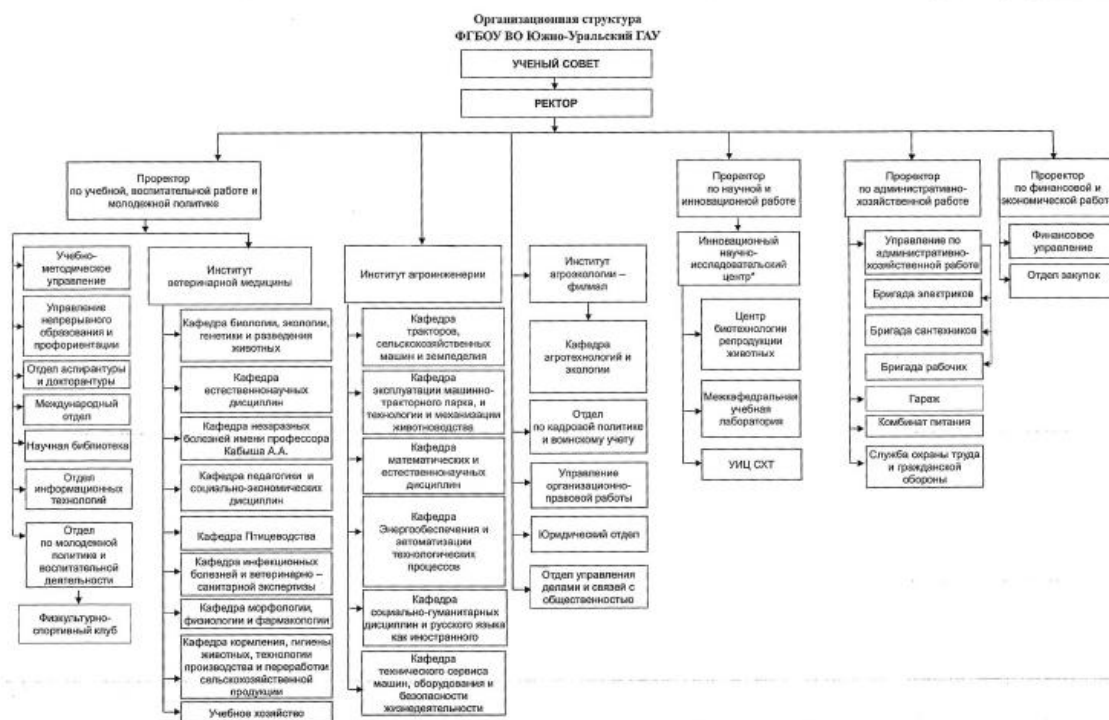 Организационная структура
ФГБОУ ВО Южно-Уральский ГАУ
УЧЕНЫЙ СОВЕТ
РЕКТОР
Проректор
по учебной, воспитательной работе и
молодежной политике
Учебно-
методическое
управление
Управление
непрерывного
образования и
профориентации
Отдел аспирантуры
и докторантуры
Международный
отдел
Научная библиотека
Отдел
информационных
технологий
Отдел
по молодежной
политике и
воспитательной
деятельности
Физкультурно-
спортивный клуб
Институт
ветеринарной медицины
Кафедра биологии, экологии,
генетики и разведения
животных
Кафедра
естественнонаучных
дисциплин
Кафедра незаразных
болезней имени профессора
Кабыша А.А.
Кафедра педагогики и
социально-экономических
дисциплин
Кафедра Птицеводства
Кафедра инфекционных
болезней и ветеринарно –
санитарной экспертизы
Кафедра морфологии,
физиологии и фармакологии
Кафедра кормления, гигиены
животных, технологии
производства и переработки
сельскохозяйственной
продукции
Учебное хозяйство
Институт агроинженерии
Кафедра
тракторов,
сельскохозяйственных
машин и земледелия
Кафедра
эксплуатации машинно-
тракторного парка, и
технологии и механизации
животноводства
Кафедра
математических и
естественнонаучных
дисциплин
Кафедра
Энергообеспечения и
автоматизации
технологических
процессов
Кафедра
социально-гуманитарных
дисциплин и русского языка
как иностранного
Кафедра
технического сервиса
машин, оборудования и
безопасности
жизнедеятельности
Институт
агроэкологии –
филиал
Кафедра
агротехнологий и
экологии
Отдел
по кадровой политике
и воинскому учету
Управление
организационно-
правовой работы
Юридический отдел
Отдел управления
делами и связей с
общественностью
Проректор
по научной и
инновационной работе
Инновационный
научно-
исследовательский
центр*
Центр
биотехнологии
репродукции
животных
Межкафедральная
учебная
лаборатория
УИЦ СХТ
Проректор
по административно-
хозяйственной работе
Управление по
административно-
хозяйственной работе
Бригада электриков
Бригада сантехников
Бригада рабочих
Гараж
Комбинат питания
Служба охраны труда
и гражданской
обороны
Проректор
по финансовой и
экономической работе
Финансовое
управление
Отдел закупок